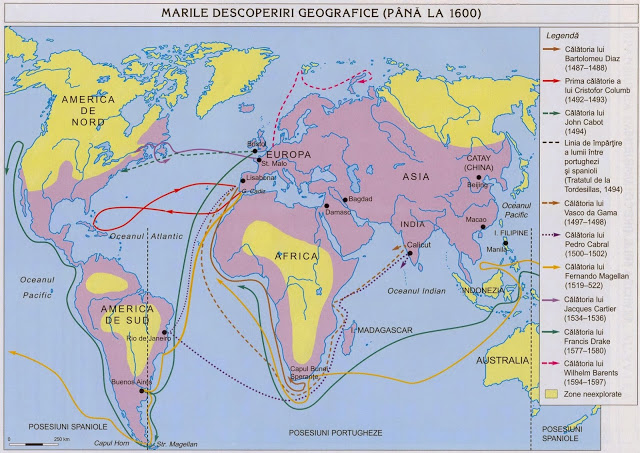 MARILE DESCOPERIRI GEOGRAFICE (PÂNĂ LA 1600)
Legendă
Călătoria lui
Bartolomeu Diaz
(1487–1488)
Prima călătorie a
lui Cristofor Columb
(1492–1493)
Călătoria lui
John Cabot
(1494)
Linia de împărțire
a lumii între
portughezi
și spanioli
(Tratatul de la
Tordesillas, 1494)
Călătoria lui
Vasco da Gama
(1497–1498)
Călătoria lui
Pedro Cabral
(1500–1502)
Călătoria lui
Fernando Magellan
(1519–522)
Călătoria lui
Jacques Cartier
(1534–1536)
Călătoria lui
Francis Drake
(1577–1580)
Călătoria lui
Wilhelm Barents
(1594–1597)
Zone neexplorate
AMERICA
DE
NORD
Bristol
EUROPA
St. Malo
Lisabona
G. Cadiz
ASIA
CATAY
(CHINA)
Beijing
Bagdad
Damasc
INDIA
Macao
Oceanul
Pacific
I. FILIPINE
Manila
Calicut
Oceanul Atlantic
AFRICA
Oceanul
Pacific
Oceanul Indian
INDONEZIA
AMERICA
DE SUD
Rio de Janeiro
MADAGASCAR
AUSTRALIA
Capul Bunei
Speranțe
Buenos Aires
POSESIUNI SPANIOLE
POSESIUNI PORTUGHEZE
POSESIUNI
SPANIOLE
Capul Horn
Str. Magellan
0
250 km